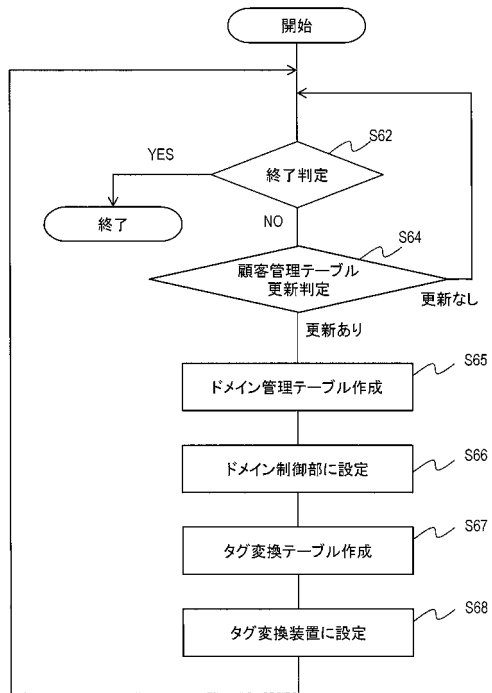 開始
S62
YES
終了判定
終了
NO
S64
顧客管理テーブル
更新判定
更新なし
更新あり
S65
ドメイン管理テーブル作成
S66
ドメイン制御部に設定
S67
タグ変換テーブル作成
S68
タグ変換装置に設定